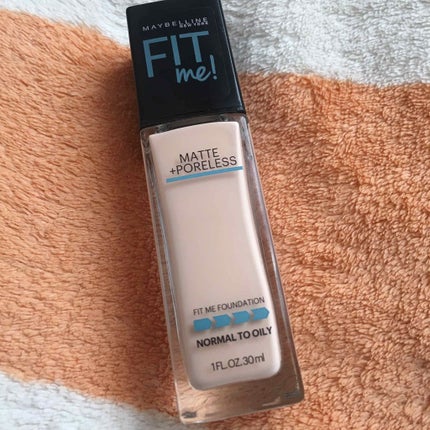 MAYBELLINE
NEW YORK
FIT
me!
MATTE
+PORELESS
FIT ME FOUNDATION
NORMAL TO OILY
1FL.OZ.30ml